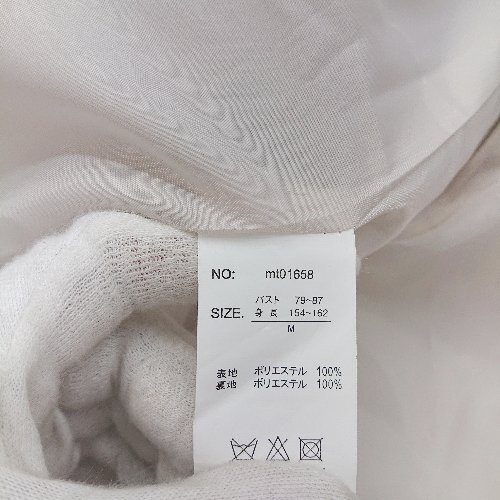 NO: mt01658
バスト 79~87
SIZE. 身長 154~162
M
表地 ポリエステル 100%
裏地 ポリエステル 100%